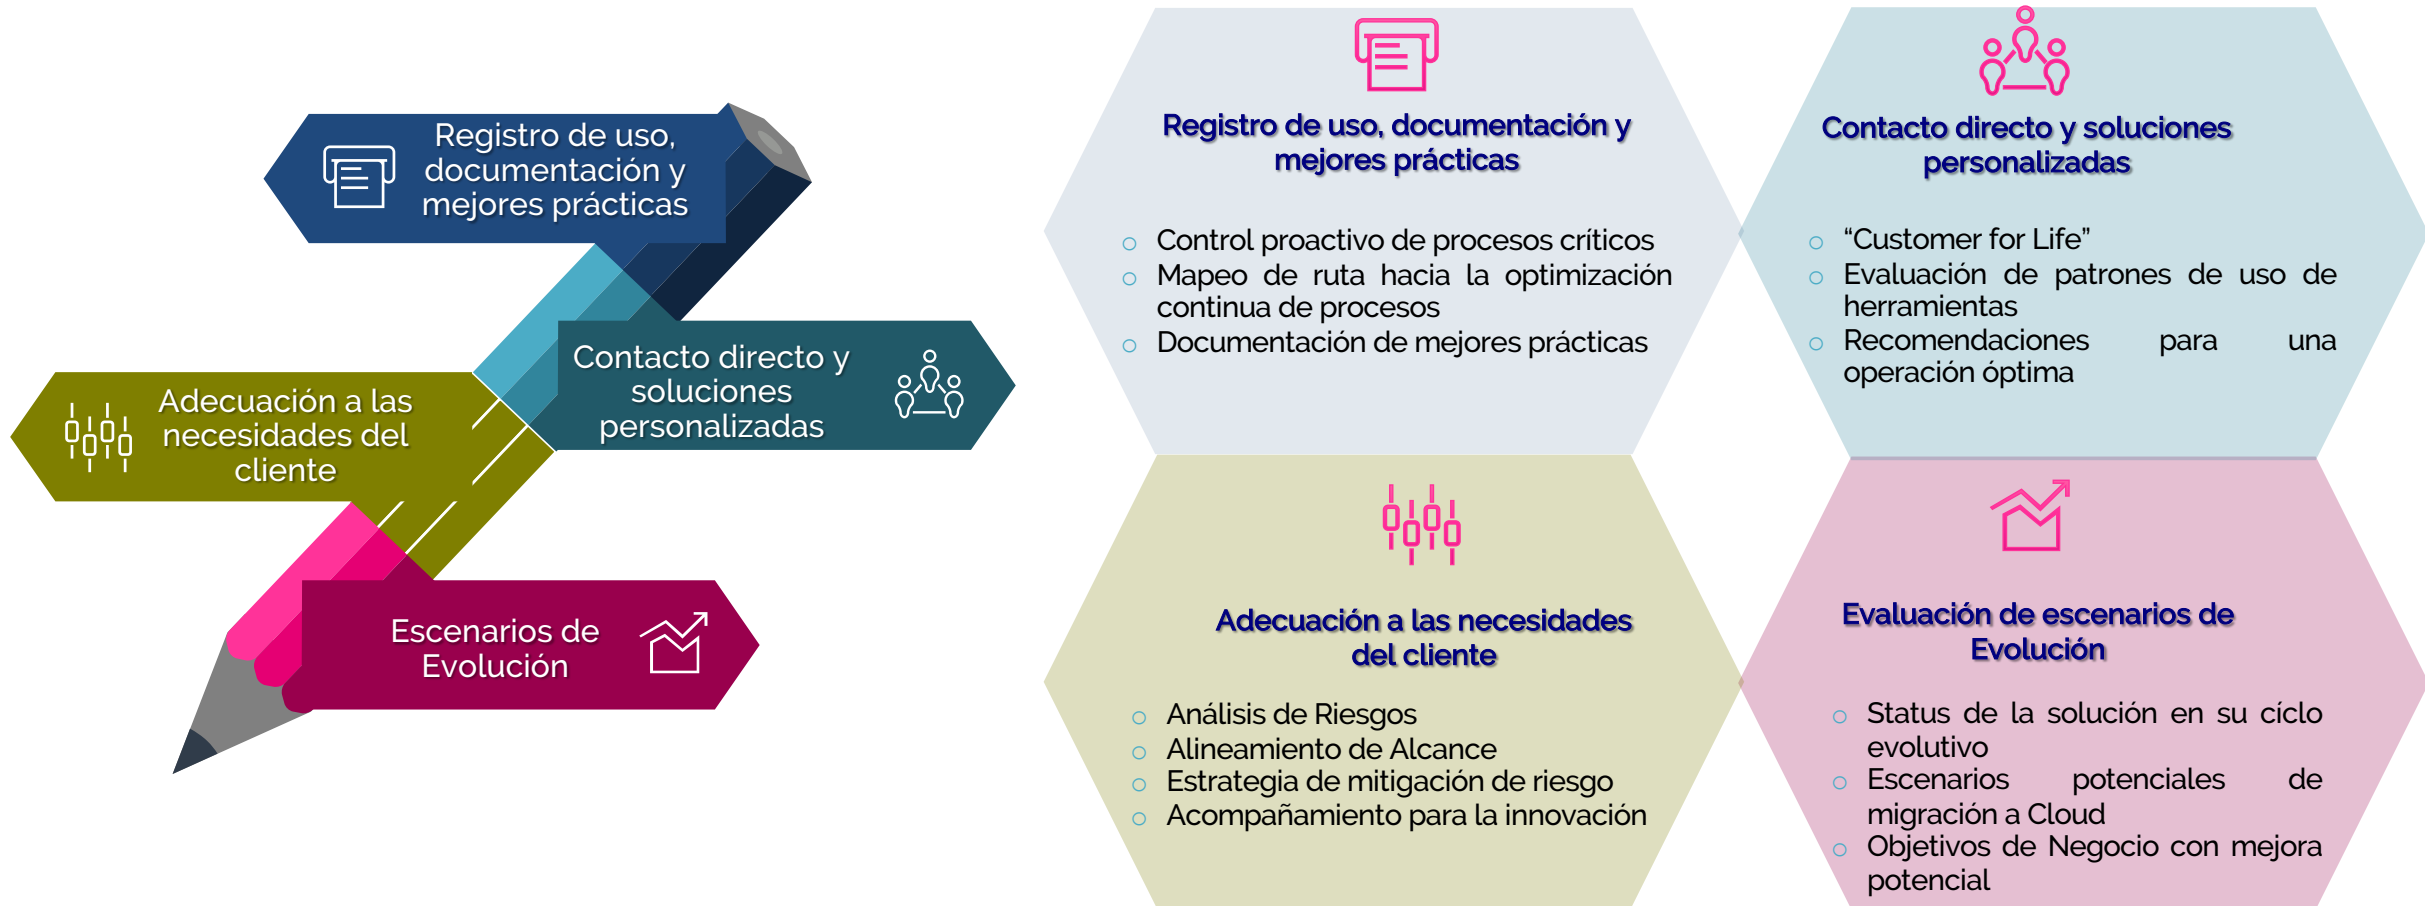 Registro de uso,
documentación y
mejores prácticas
Contacto directo y
soluciones
personalizadas
Adecuación a las
necesidades del
cliente
Escenarios de
Evolución
Registro de uso, documentación y
mejores prácticas
Control proactivo de procesos críticos
Mapeo de ruta hacia la optimización
continua de procesos
Documentación de mejores prácticas
Contacto directo y soluciones
personalizadas
“Customer for Life”
Evaluación de patrones de uso de
herramientas
Recomendaciones para una
operación óptima
Adecuación a las necesidades
del cliente
Análisis de Riesgos
Alineamiento de Alcance
Estrategia de mitigación de riesgo
Acompañamiento para la innovación
Evaluación de escenarios de
Evolución
Status de la solución en su cíclo
evolutivo
Escenarios potenciales de
migración a Cloud
Objetivos de Negocio con mejora
potencial